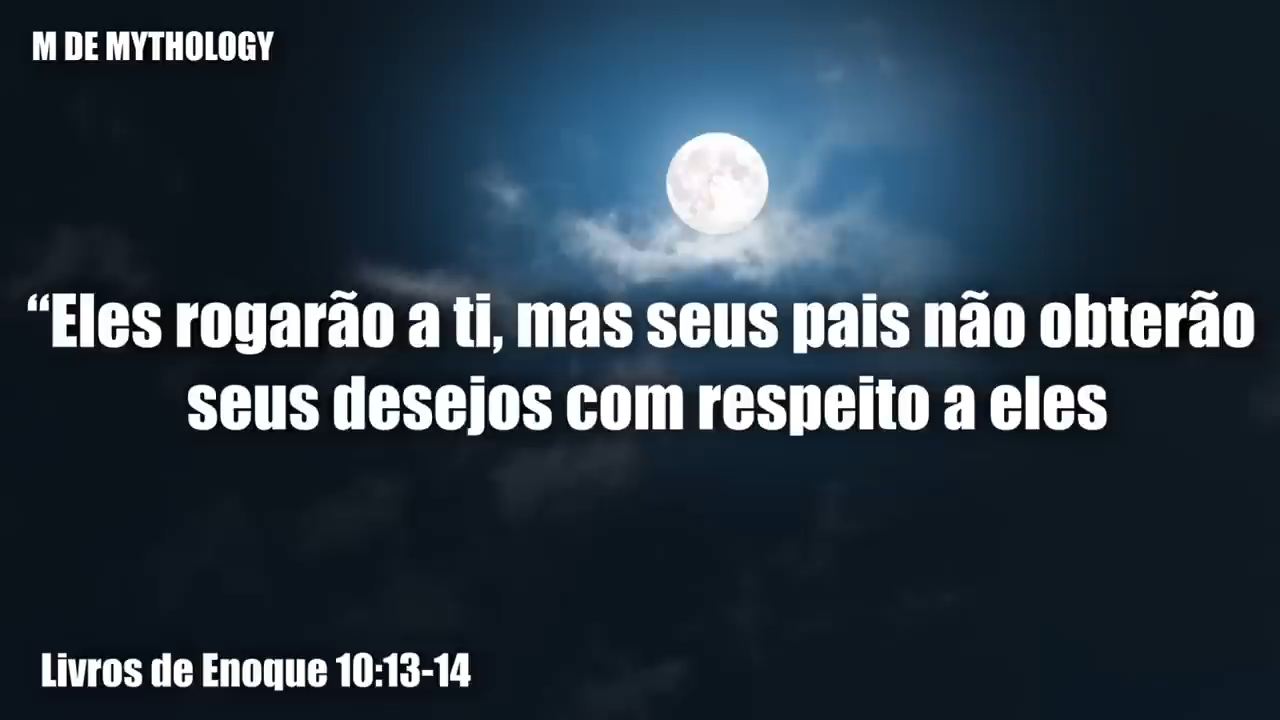 M DE MYTHOLOGY
“Eles rogarão a ti, mas seus pais não obterão
seus desejos com respeito a eles
Livros de Enoque 10:13-14